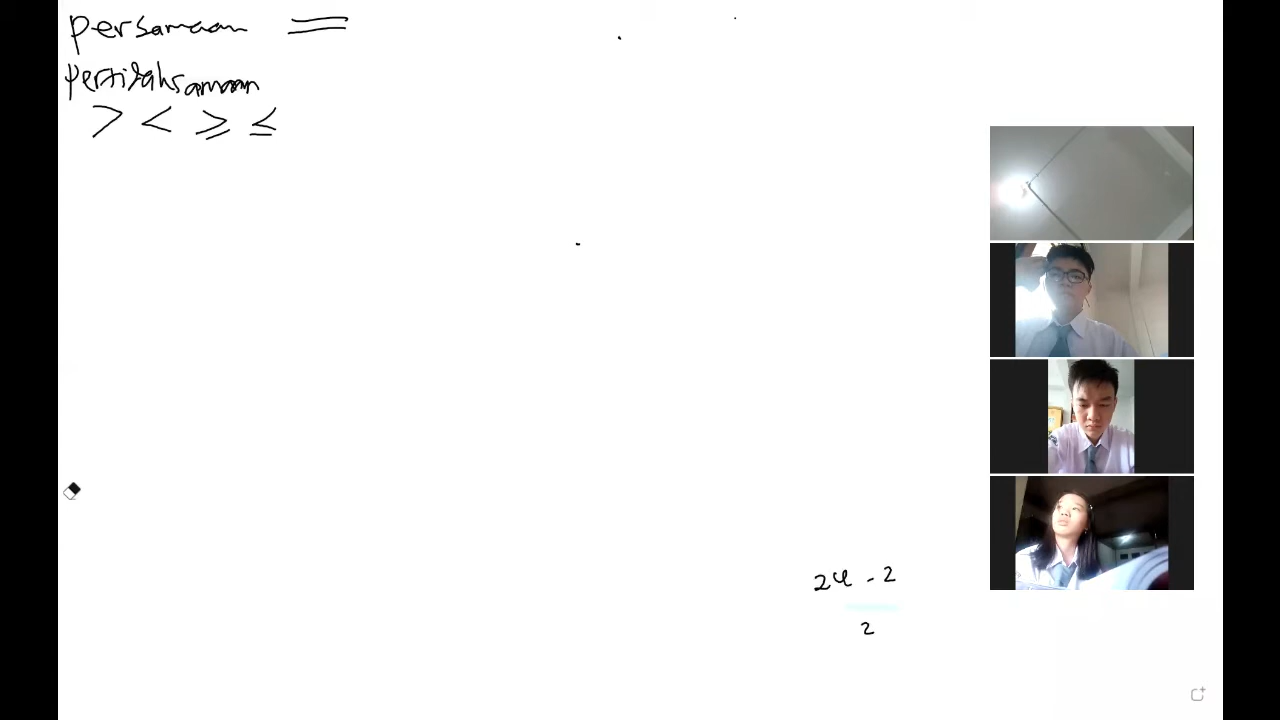 persamaan =
pertidaksamaan
> < ≥ ≤
24 - 2
2